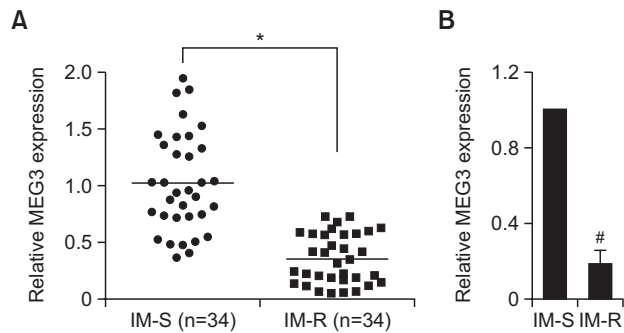 A
*
Relative MEG3 expression
2.0
1.5
1.0
0.5
0
IM-S (n=34)
IM-R (n=34)
B
Relative MEG3 expression
1.2
0.8
0.4
0
#
IM-S IM-R